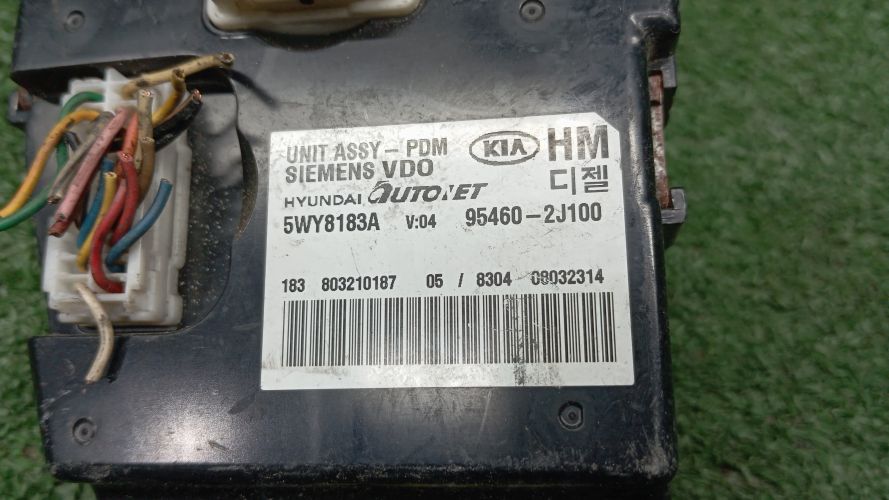 UNIT ASSY - PDM KIA HM
SIEMENS VDO 디젤
HYUNDAI AUTONET
5WY8183A V:04 95460-2J100
183 803210187 05 / 8304 08032314